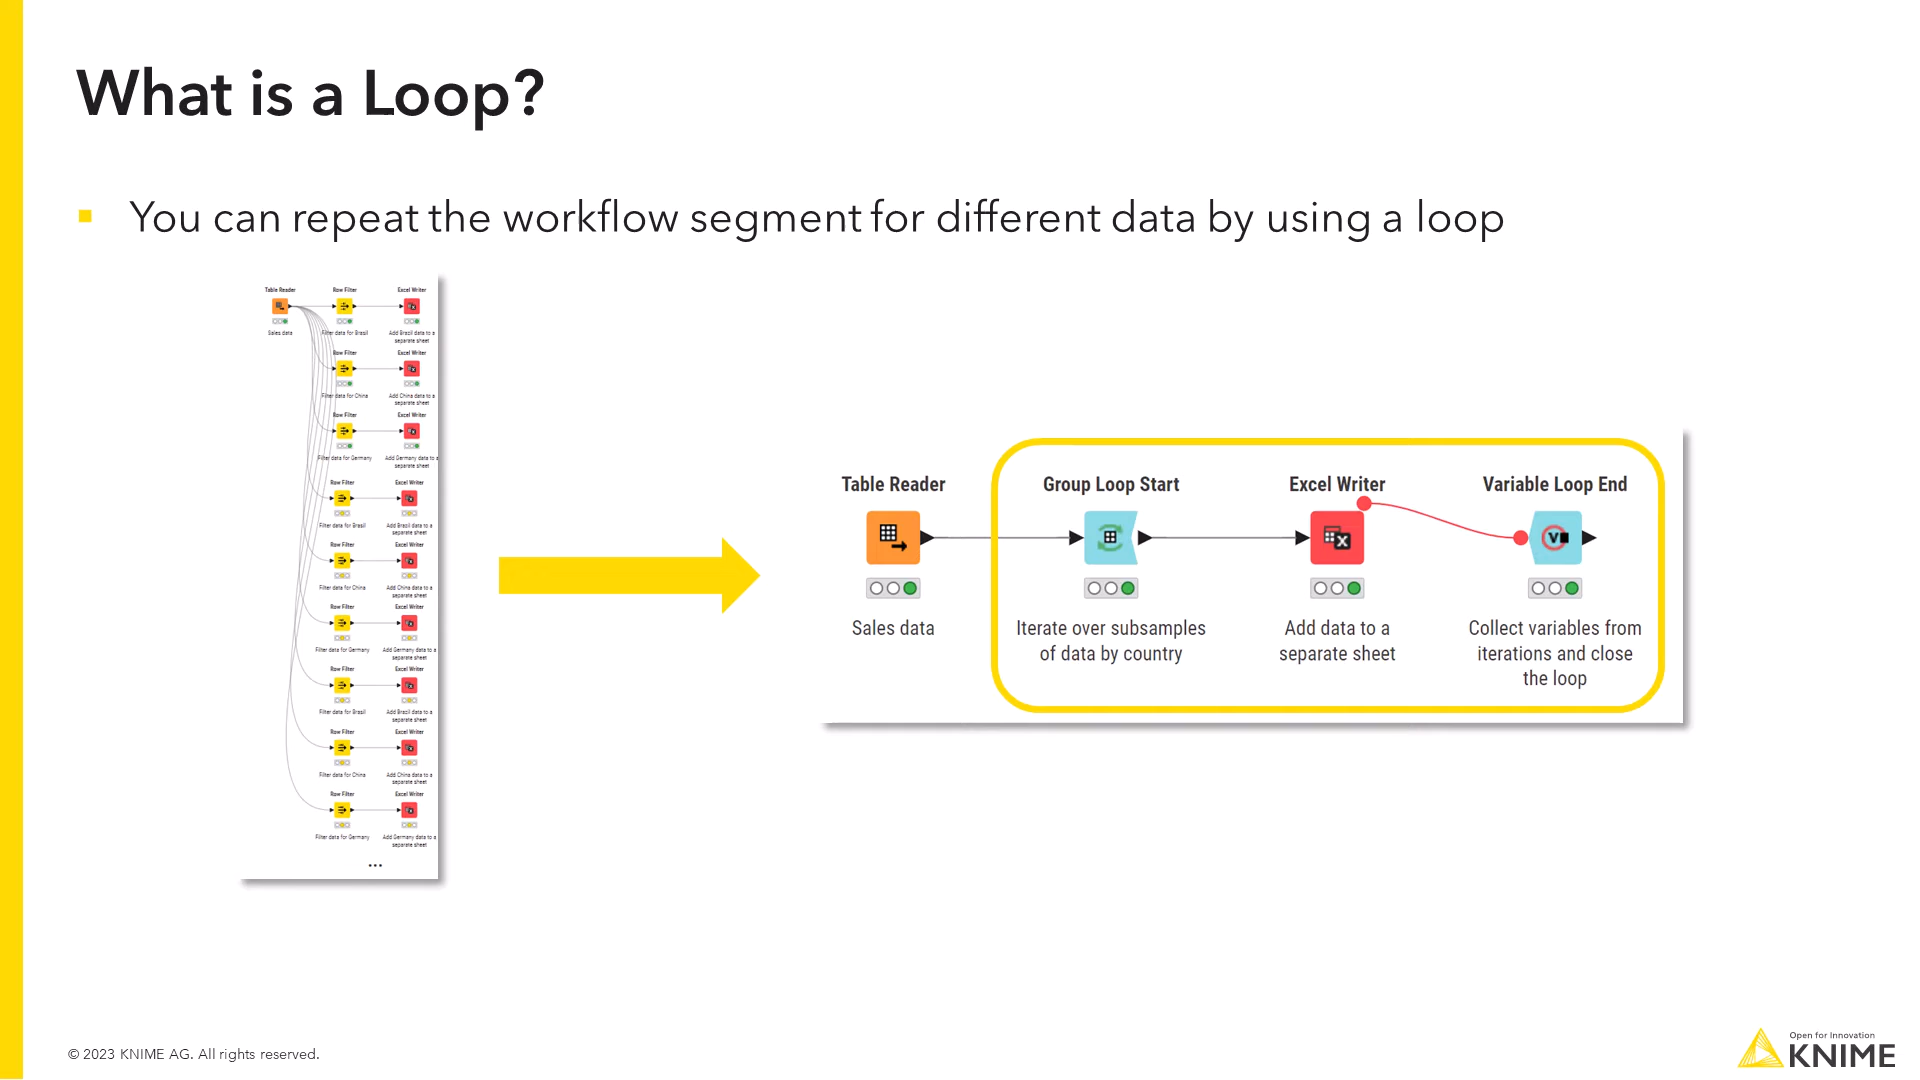 What is a Loop?
You can repeat the workflow segment for different data by using a loop
Table Reader
Row Filter
Excel Writer
Sales data
Filter data for Brasil
Add Brazil data to a
separate sheet
Row Filter
Excel Writer
Filter data for China
Add China data to a
separate sheet
Row Filter
Excel Writer
Filter data for Germany
Add Germany data to a
separate sheet
Row Filter
Excel Writer
Filter data for Brasil
Add Brazil data to a
separate sheet
Row Filter
Excel Writer
Filter data for China
Add China data to a
separate sheet
Row Filter
Excel Writer
Filter data for Germany
Add Germany data to a
separate sheet
Row Filter
Excel Writer
Filter data for Brasil
Add Brazil data to a
separate sheet
Row Filter
Excel Writer
Filter data for China
Add China data to a
separate sheet
Row Filter
Excel Writer
Filter data for Germany
Add Germany data to a
separate sheet
...
Table Reader
Group Loop Start
Excel Writer
Variable Loop End
Sales data
Iterate over subsamples
of data by country
Add data to a
separate sheet
Collect variables from
iterations and close
the loop
© 2023 KNIME AG. All rights reserved.
Open for Innovation
KNIME